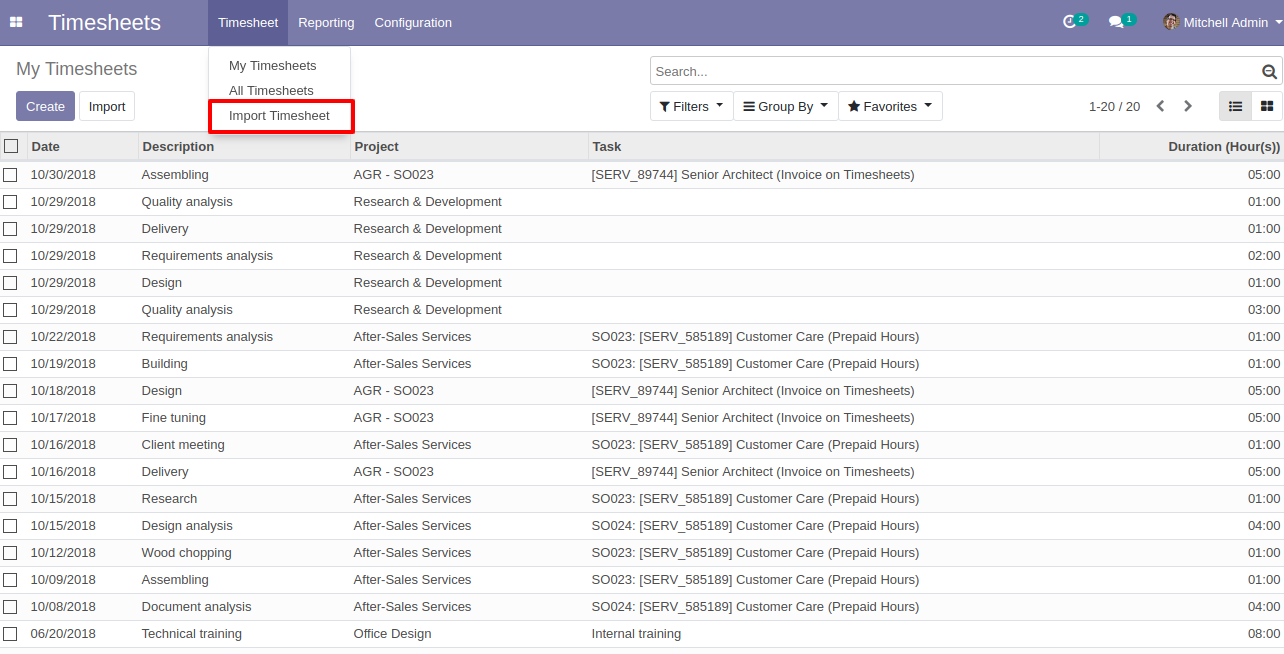 Timesheets Timesheet Reporting Configuration 2 1 Mitchell Admin
My Timesheets
All Timesheets
Import Timesheet
My Timesheets
Search...
Create Import
Filters Group By Favorites 1-20 / 20
Date Description Project Task Duration (Hour(s))
10/30/2018 Assembling AGR - SO023 [SERV_89744] Senior Architect (Invoice on Timesheets) 05:00
10/29/2018 Quality analysis Research & Development 01:00
10/29/2018 Delivery Research & Development 01:00
10/29/2018 Requirements analysis Research & Development 02:00
10/29/2018 Design Research & Development 01:00
10/29/2018 Quality analysis Research & Development 03:00
10/22/2018 Requirements analysis After-Sales Services SO023: [SERV_585189] Customer Care (Prepaid Hours) 01:00
10/19/2018 Building After-Sales Services SO023: [SERV_585189] Customer Care (Prepaid Hours) 01:00
10/18/2018 Design AGR - SO023 [SERV_89744] Senior Architect (Invoice on Timesheets) 05:00
10/17/2018 Fine tuning AGR - SO023 [SERV_89744] Senior Architect (Invoice on Timesheets) 05:00
10/16/2018 Client meeting After-Sales Services SO023: [SERV_585189] Customer Care (Prepaid Hours) 01:00
10/16/2018 Delivery AGR - SO023 [SERV_89744] Senior Architect (Invoice on Timesheets) 05:00
10/15/2018 Research After-Sales Services SO023: [SERV_585189] Customer Care (Prepaid Hours) 01:00
10/15/2018 Design analysis After-Sales Services SO024: [SERV_585189] Customer Care (Prepaid Hours) 04:00
10/12/2018 Wood chopping After-Sales Services SO023: [SERV_585189] Customer Care (Prepaid Hours) 01:00
10/09/2018 Assembling After-Sales Services SO023: [SERV_585189] Customer Care (Prepaid Hours) 01:00
10/08/2018 Document analysis After-Sales Services SO024: [SERV_585189] Customer Care (Prepaid Hours) 04:00
06/20/2018 Technical training Office Design Internal training 08:00